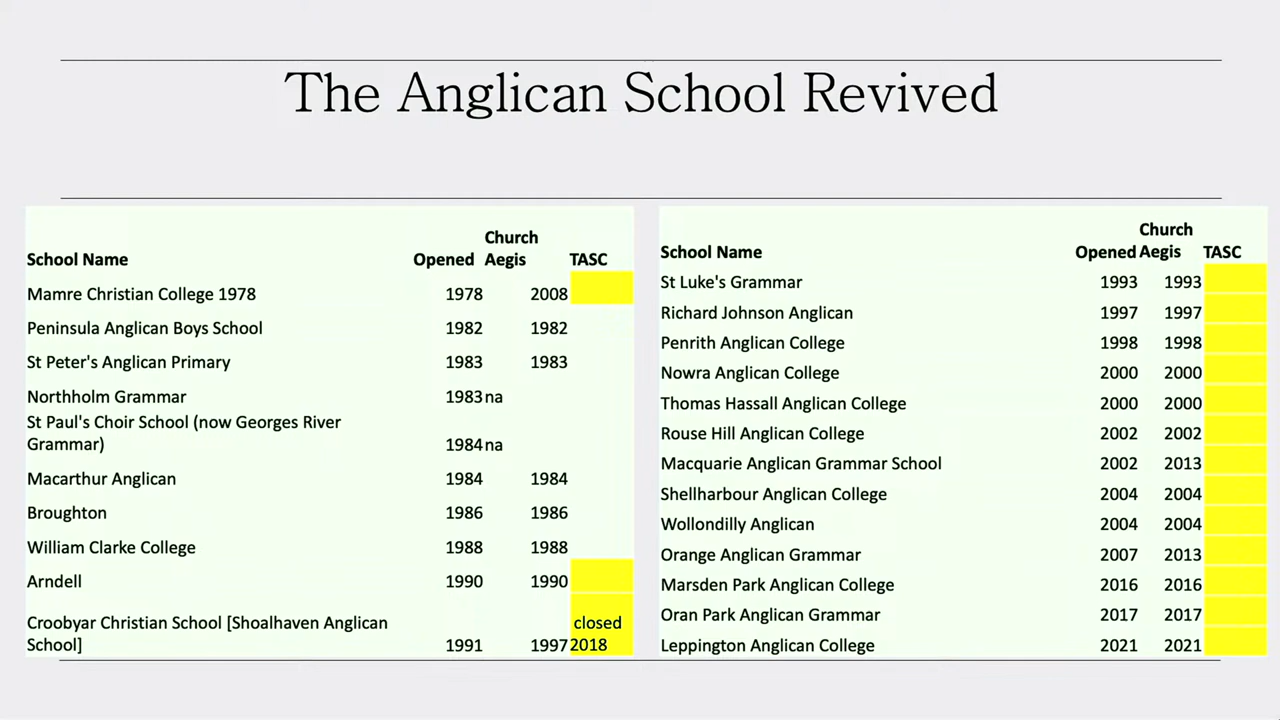 The Anglican School Revived
School Name Opened Church Aegis TASC
Mamre Christian College 1978 1978 2008
Peninsula Anglican Boys School 1982 1982
St Peter's Anglican Primary 1983 1983
Northholm Grammar 1983 na
St Paul's Choir School (now Georges River
Grammar) 1984 na
Macarthur Anglican 1984 1984
Broughton 1986 1986
William Clarke College 1988 1988
Arndell 1990 1990
Croobyar Christian School [Shoalhaven Anglican closed
School] 1991 1997 2018
School Name Opened Church Aegis TASC
St Luke's Grammar 1993 1993
Richard Johnson Anglican 1997 1997
Penrith Anglican College 1998 1998
Nowra Anglican College 2000 2000
Thomas Hassall Anglican College 2000 2000
Rouse Hill Anglican College 2002 2002
Macquarie Anglican Grammar School 2002 2013
Shellharbour Anglican College 2004 2004
Wollondilly Anglican 2004 2004
Orange Anglican Grammar 2007 2013
Marsden Park Anglican College 2016 2016
Oran Park Anglican Grammar 2017 2017
Leppington Anglican College 2021 2021